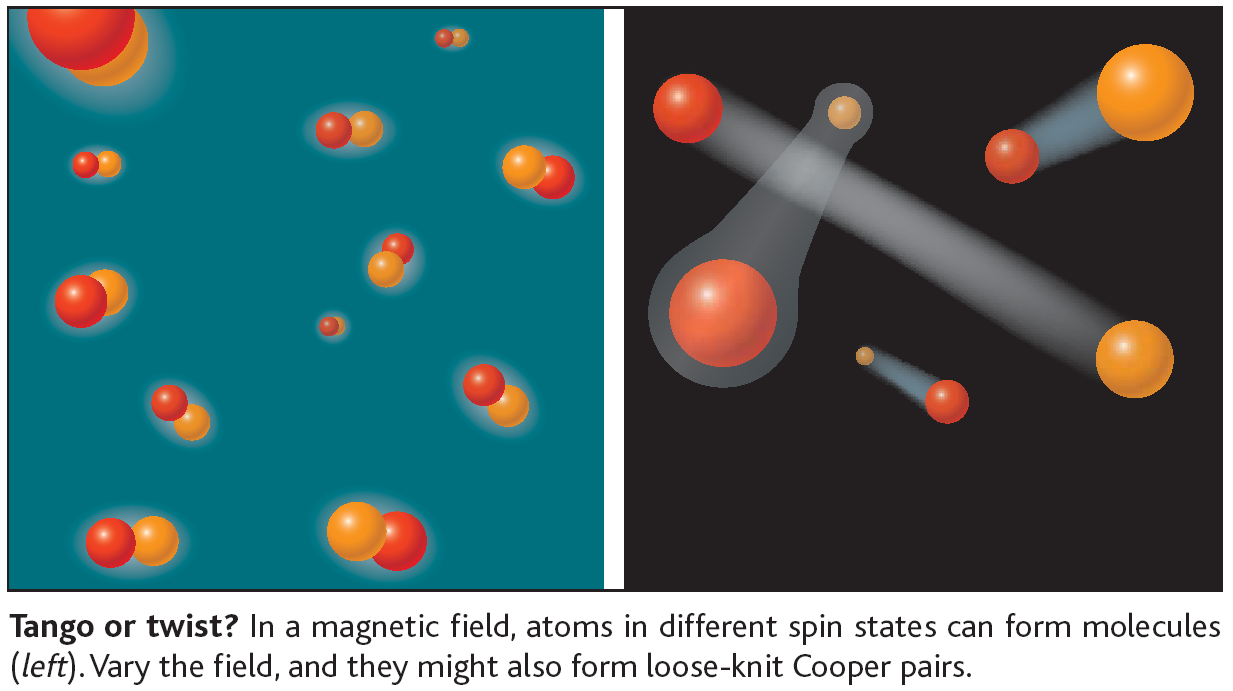 Tango or twist? In a magnetic field, atoms in different spin states can form molecules
(left). Vary the field, and they might also form loose-knit Cooper pairs.